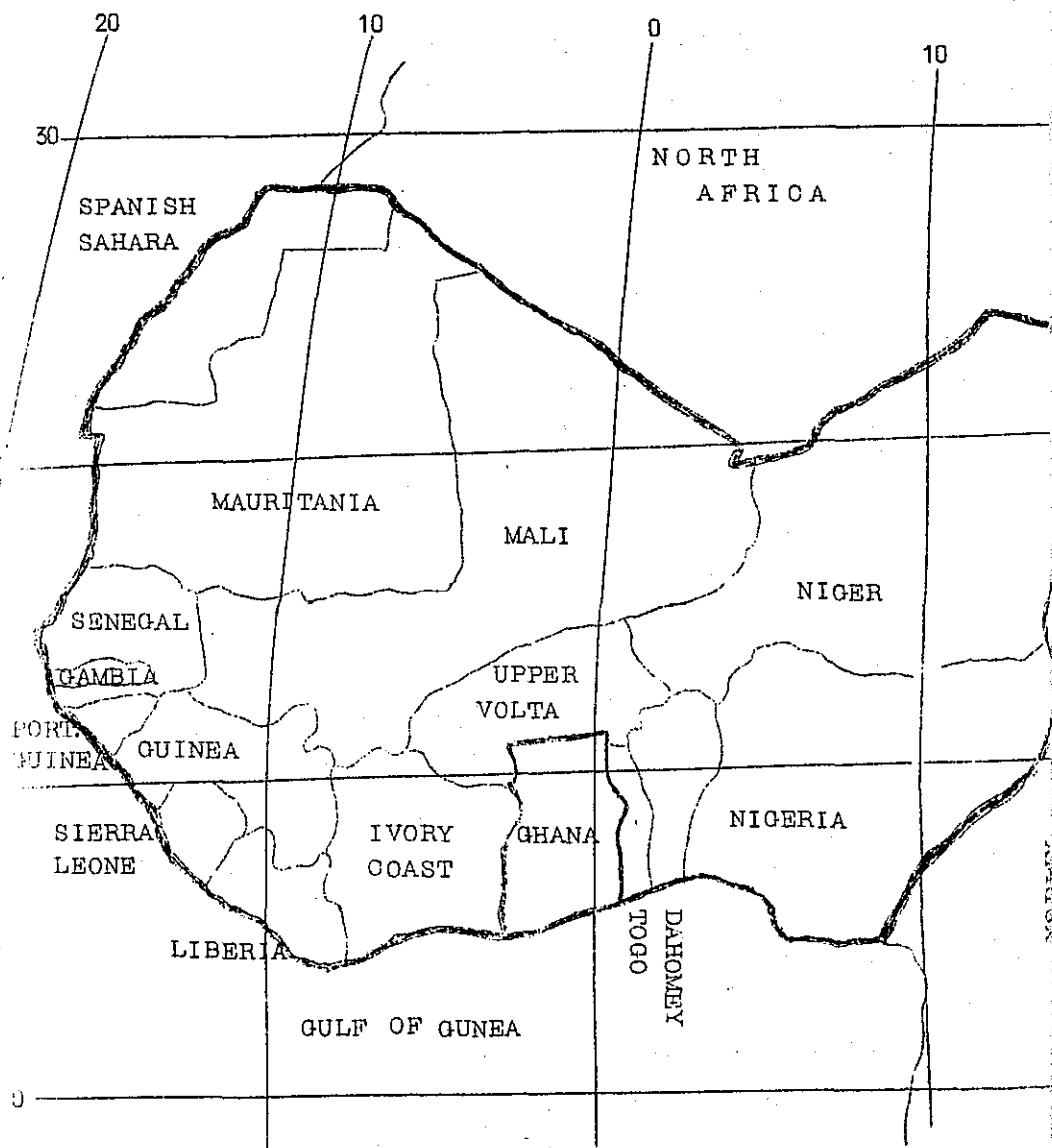 20
10
0
10
30
NORTH
AFRICA
SPANISH
SAHARA
MAURITANIA
MALI
NIGER
SENEGAL
GAMBIA
UPPER
VOLTA
PORT.
GUINEA
GUINEA
SIERRA
LEONE
IVORY
COAST
GHANA
NIGERIA
LIBERIA
TOGO
DAHOMEY
GULF OF GUNEA
0